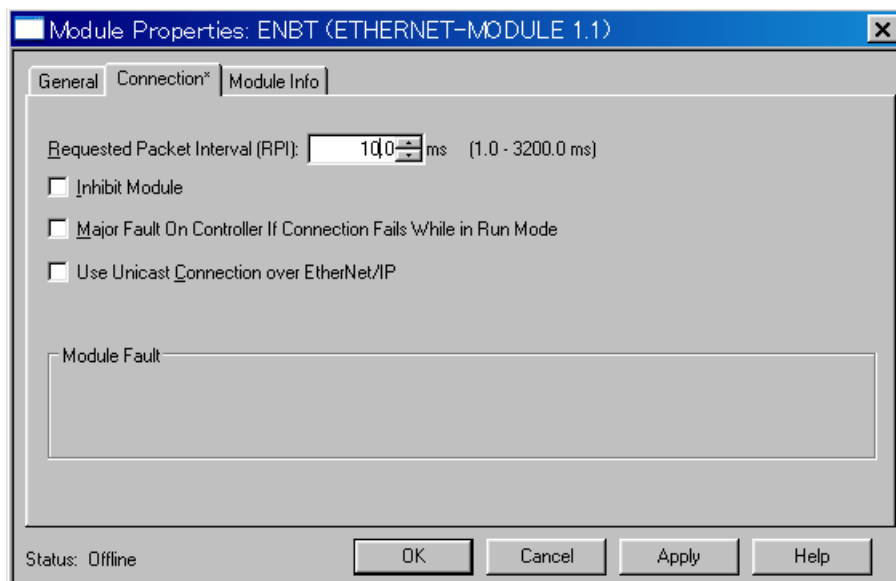 Module Properties: ENBT (ETHERNET-MODULE 1.1)
General Connection* Module Info
Requested Packet Interval (RPI): 10.0 ms (1.0 - 3200.0 ms)
Inhibit Module
Major Fault On Controller If Connection Fails While in Run Mode
Use Unicast Connection over EtherNet/IP
Module Fault
Status: Offline OK Cancel Apply Help